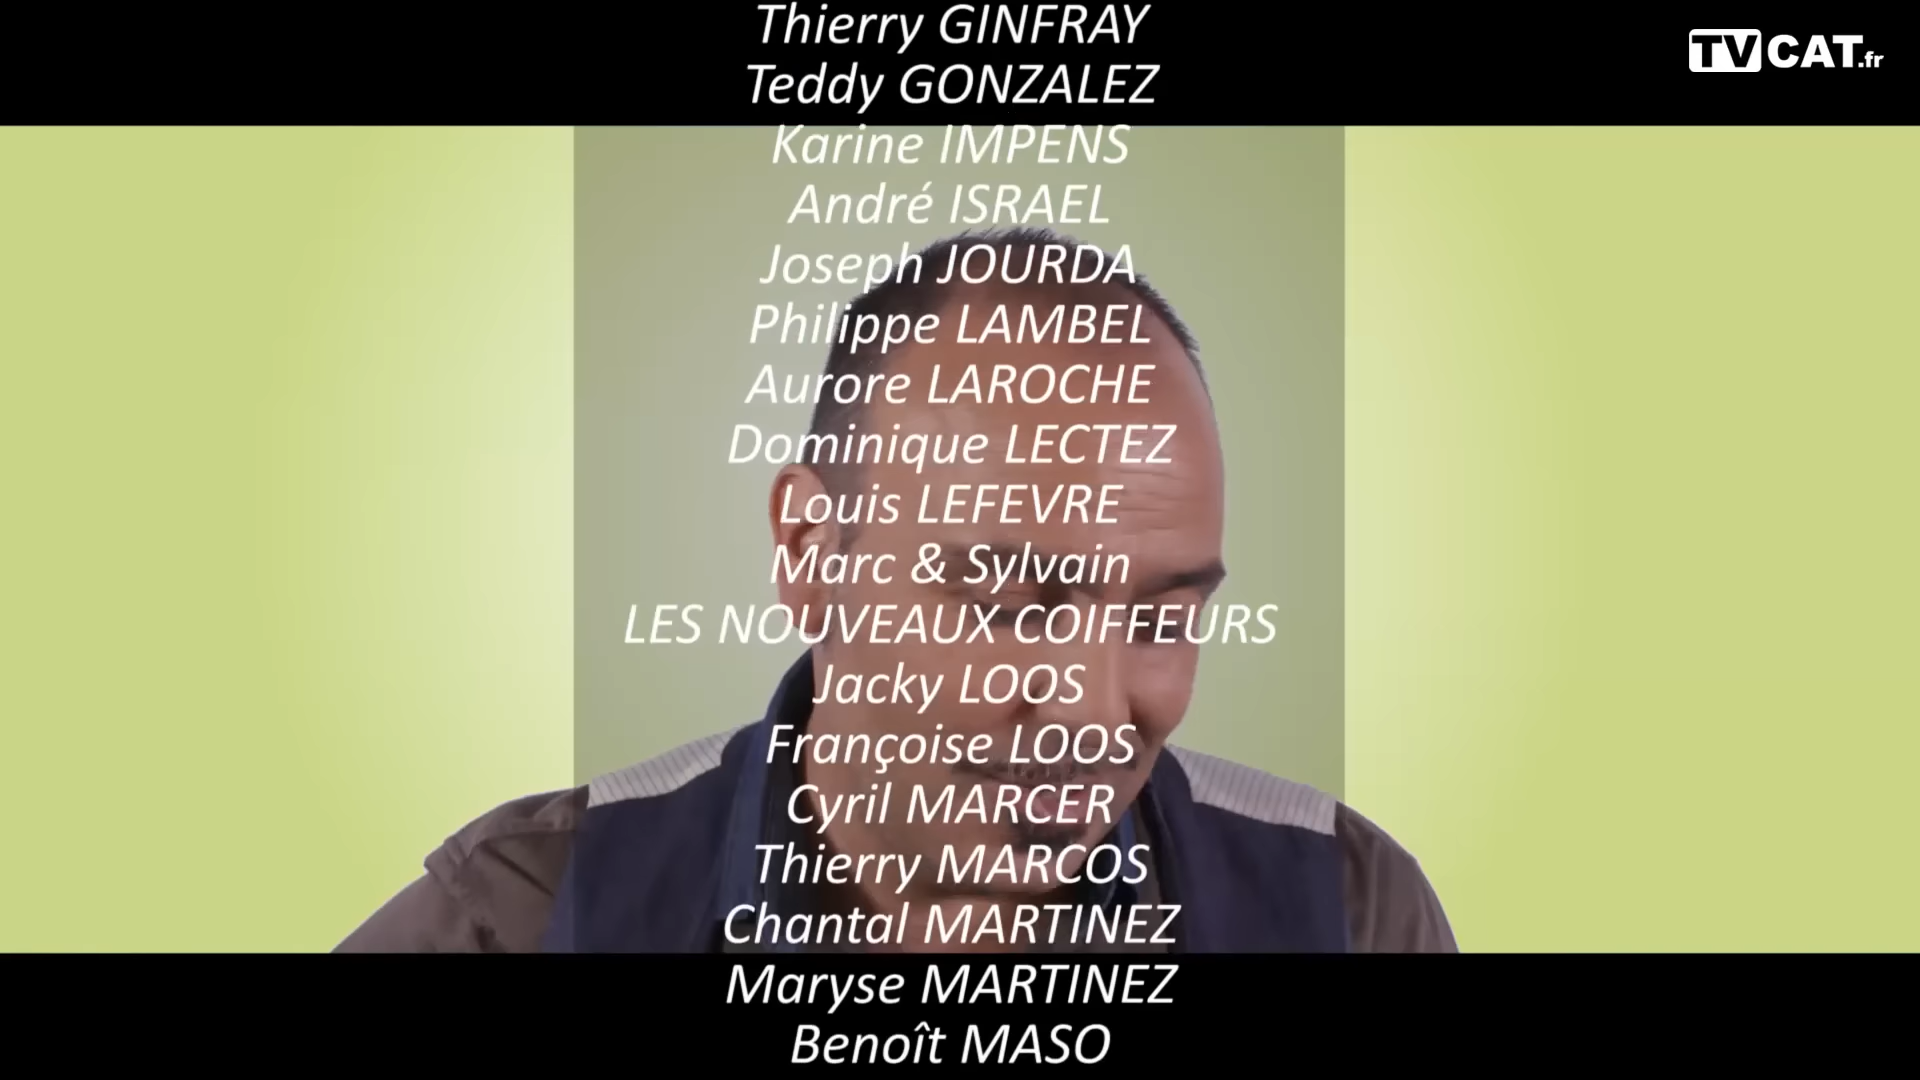 Thierry GINFRAY
TVCAT.fr
Teddy GONZALEZ
Karine IMPENS
André ISRAEL
Joseph JOURDA
Philippe LAMBEL
Aurore LAROCHE
Dominique LECTEZ
Louis LEFEVRE
Marc & Sylvain
LES NOUVEAUX COIFFEURS
Jacky LOOS
Françoise LOOS
Cyril MARCER
Thierry MARCOS
Chantal MARTINEZ
Maryse MARTINEZ
Benoît MASO